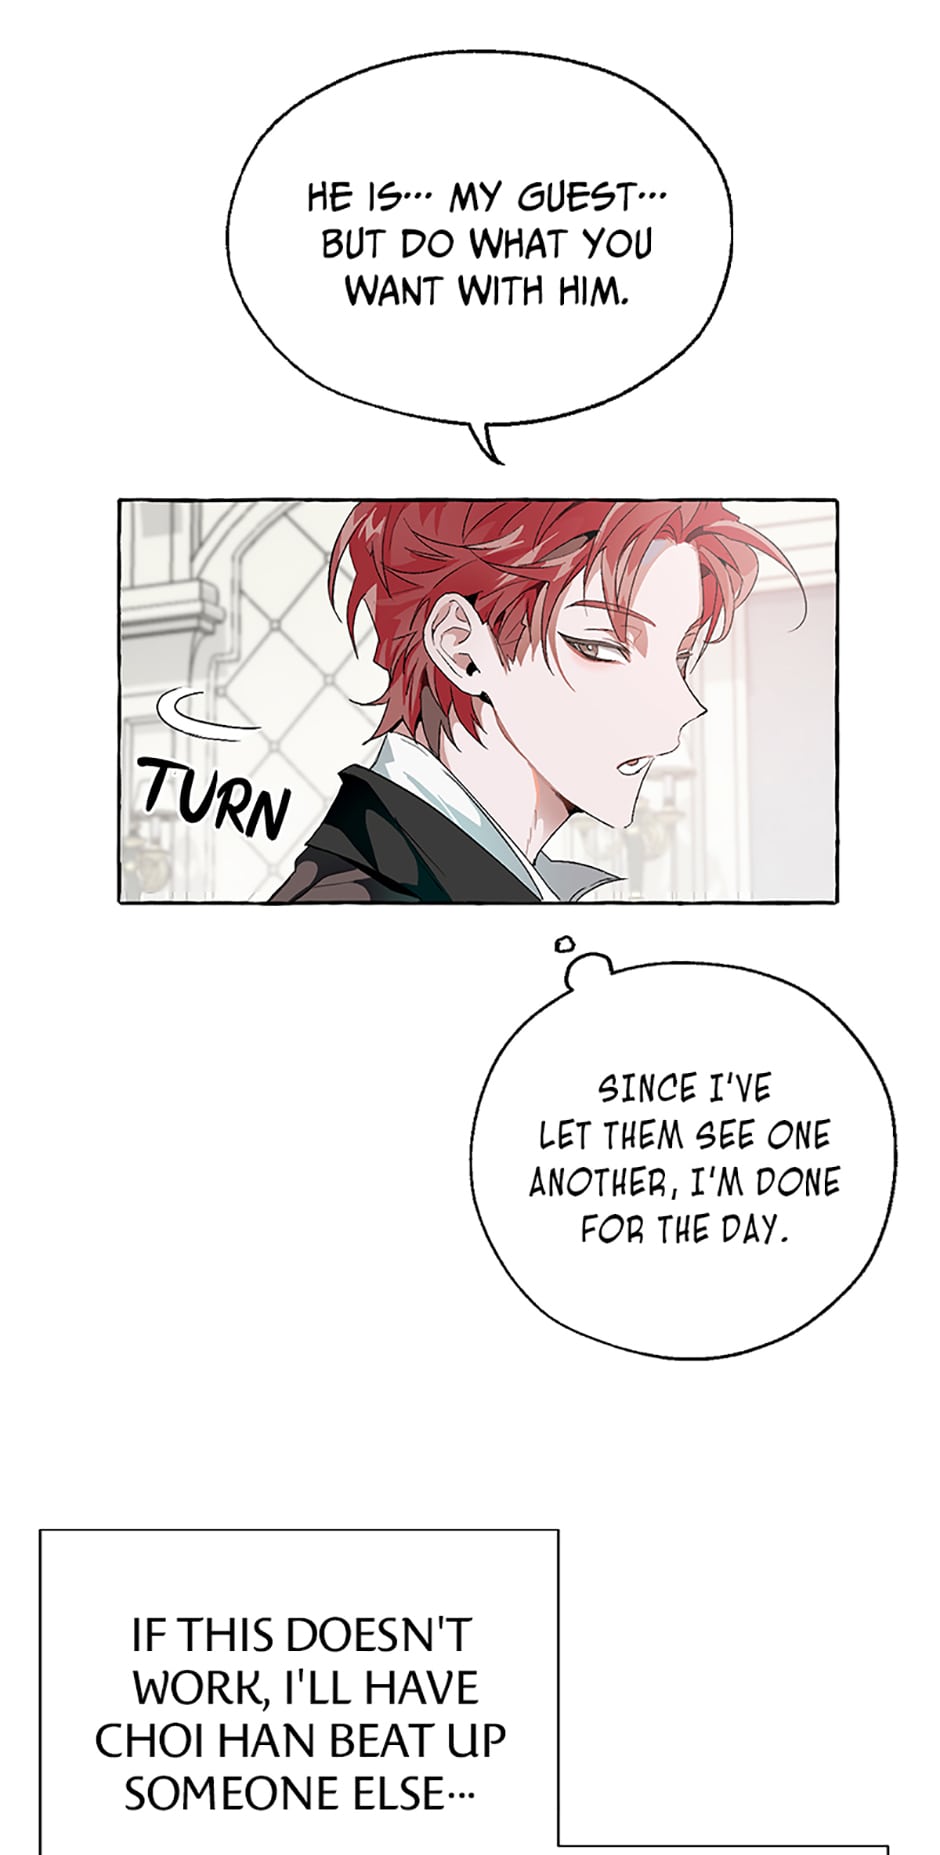 HE IS··· MY GUEST···
BUT DO WHAT YOU
WANT WITH HIM.
TURN
SINCE I'VE
LET THEM SEE ONE
ANOTHER, I'M DONE
FOR THE DAY.
IF THIS DOESN'T
WORK, I'LL HAVE
CHOI HAN BEAT UP
SOMEONE ELSE···